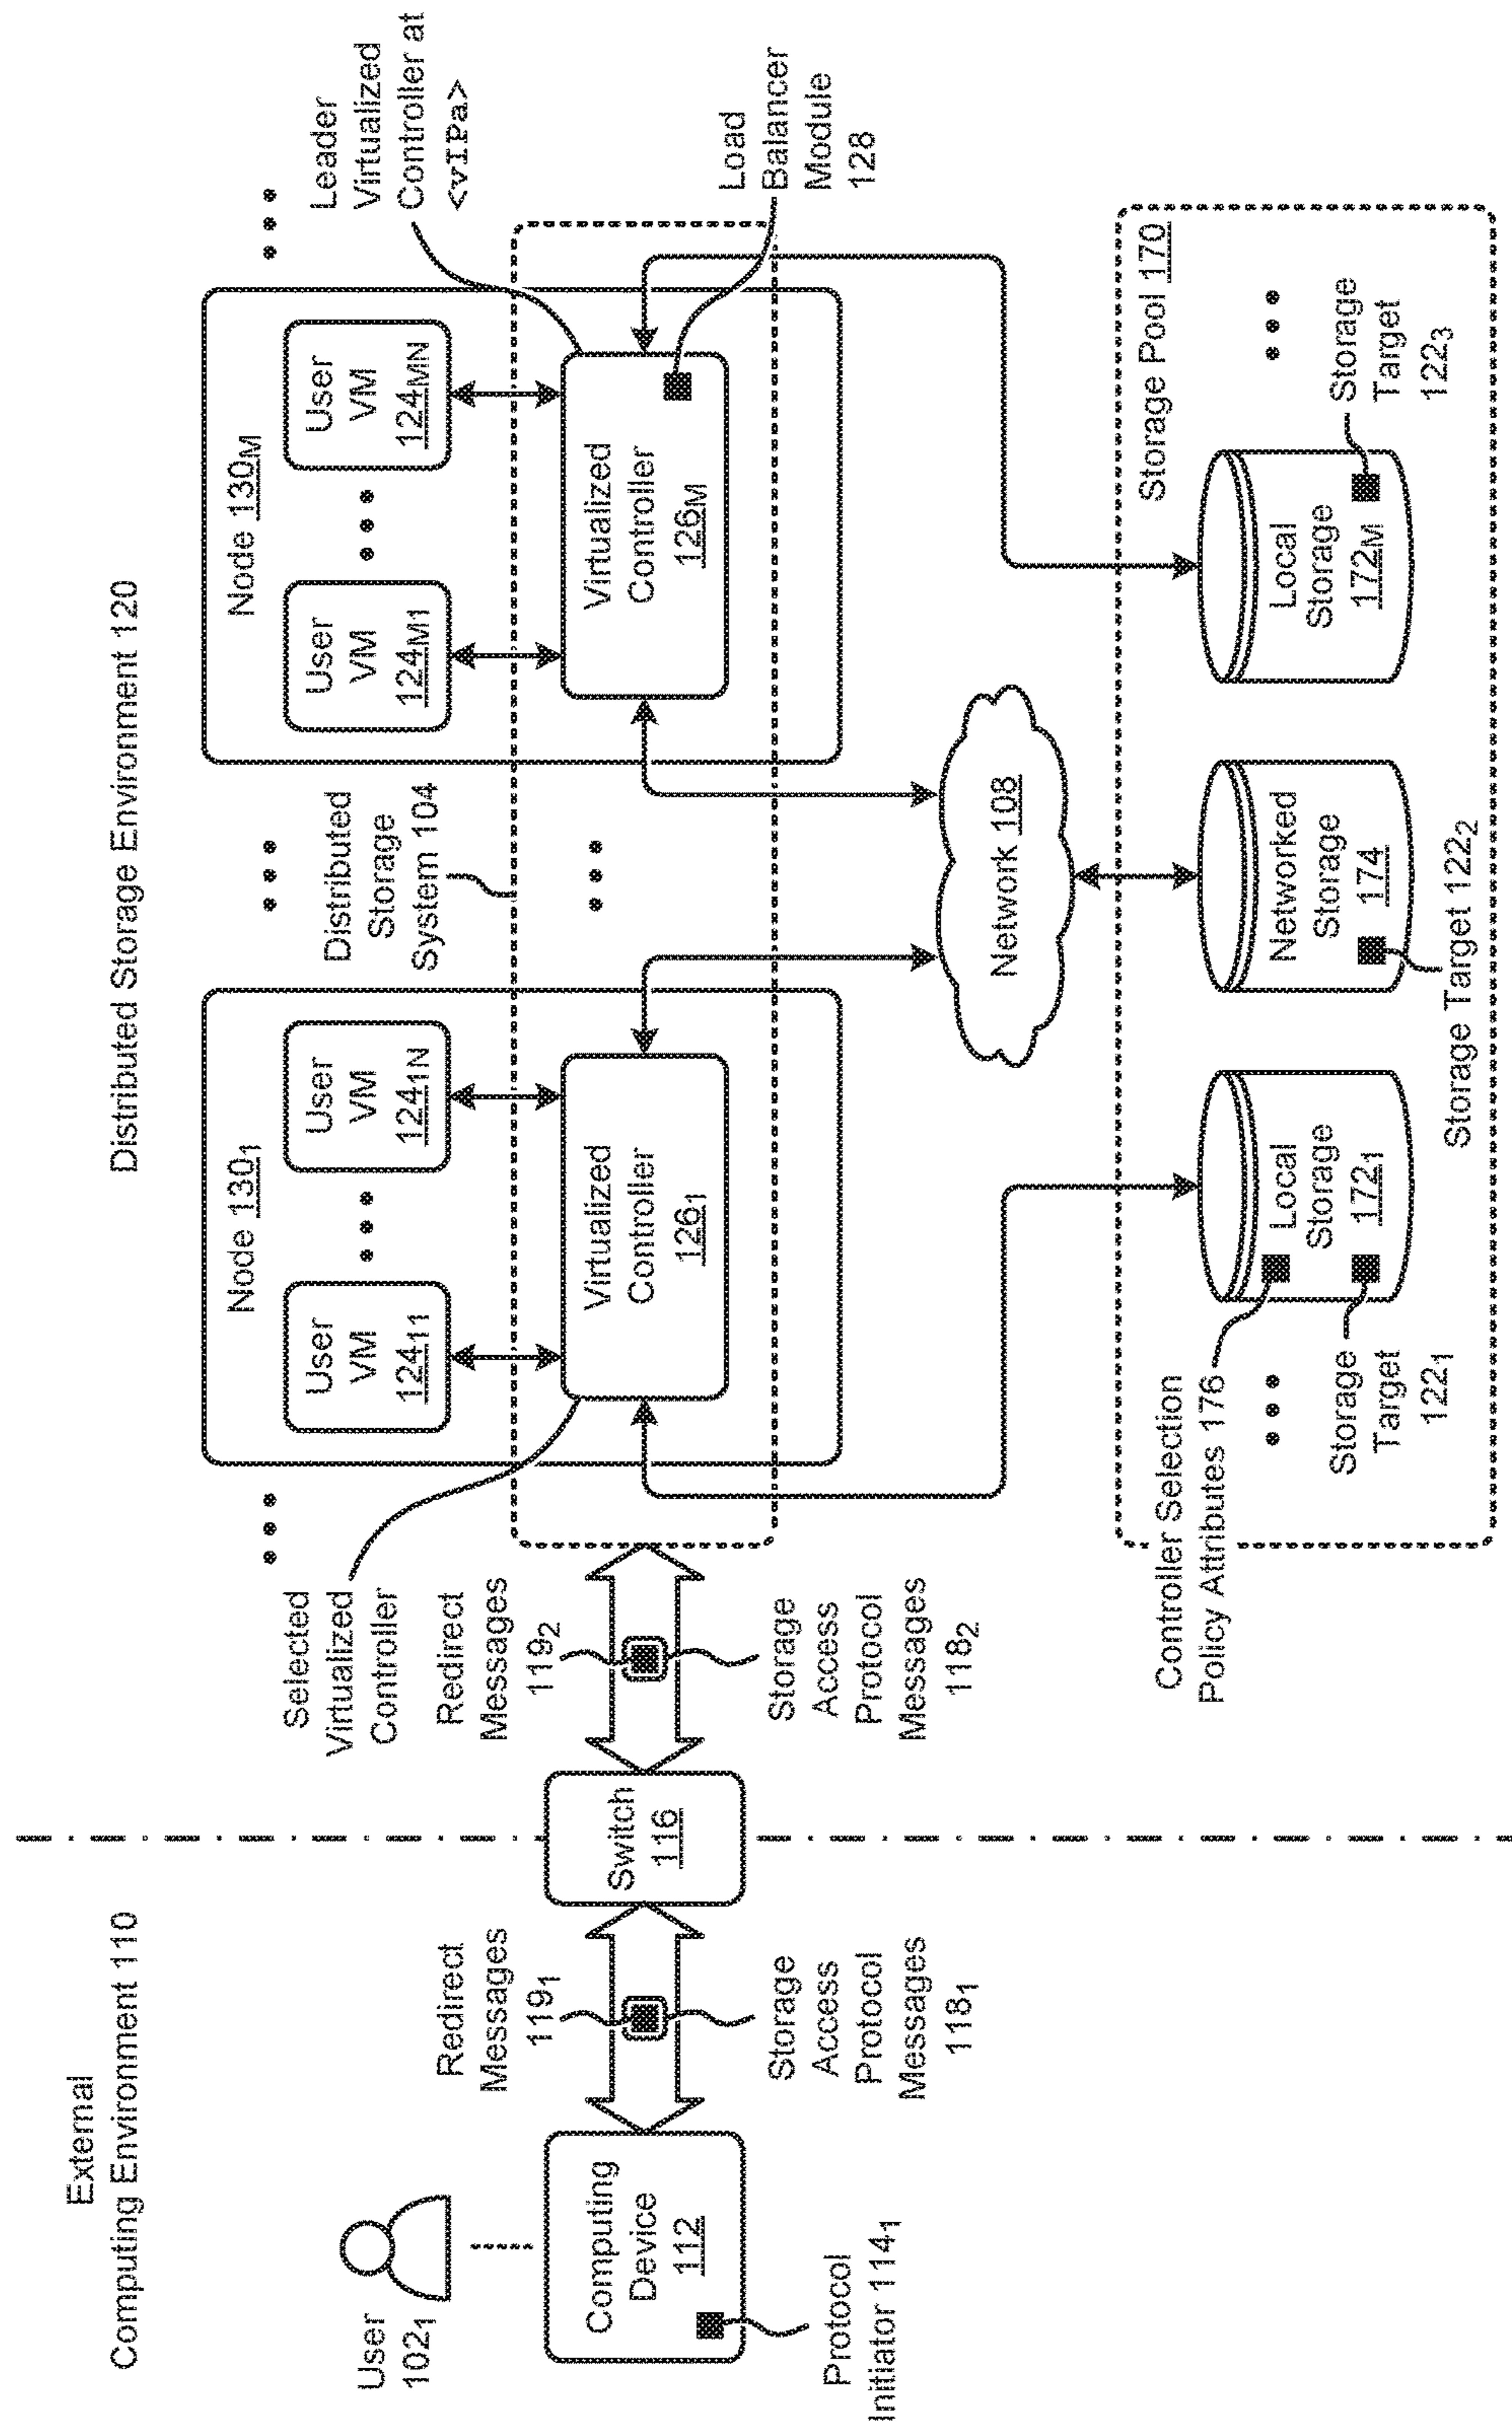 Distributed Storage Environment 120
External
Computing Environment 110
User
102₁
Computing
Device
112
Protocol
Initiator 114₁
Redirect
Messages
119₁
Storage
Access
Protocol
Messages
118₁
Switch
116
Redirect
Messages
119₂
Storage
Access
Protocol
Messages
118₂
Selected
Virtualized
Controller
Node 130₁
User
VM
124₁₁
User
VM
124₁N
Virtualized
Controller
126₁
Distributed
Storage
System 104
Node 130M
User
VM
124M1
User
VM
124MN
Virtualized
Controller
126M
Leader
Virtualized
Controller at
<vIPa>
Load
Balancer
Module
128
Network 108
Storage Pool 170
Controller Selection
Policy Attributes 176
Storage
Target
122₁
Local
Storage
172₁
Networked
Storage
174
Storage Target 122₂
Local
Storage
172M
Storage
Target
122₃